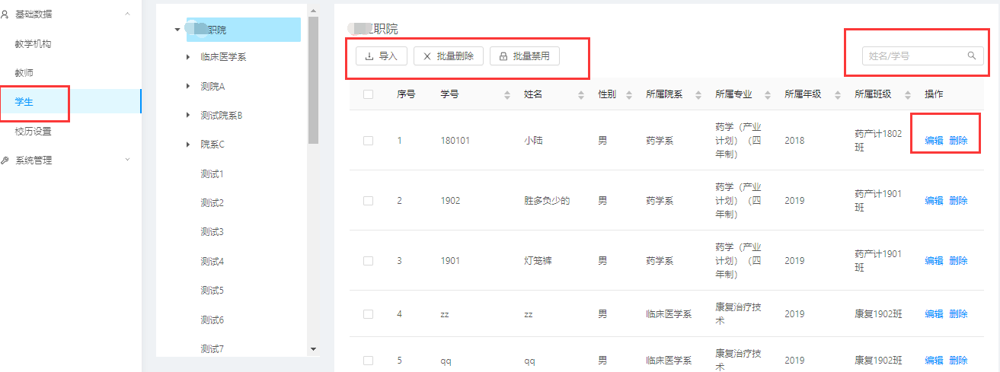 基础数据
教学机构
教师
学生
校历设置
系统管理
职院
临床医学系
测院A
测试院系B
院系C
测试1
测试2
测试3
测试4
测试5
测试6
测试7
职院
导入 批量删除 批量禁用 姓名/学号
序号 学号 姓名 性别 所属院系 所属专业 所属年级 所属班级 操作
1 180101 小陆 男 药学系 药学（产业计划）（四年制） 2018 药产计1802班 编辑 删除
2 1902 胜多负少的 男 药学系 药学（产业计划）（四年制） 2019 药产计1901班 编辑 删除
3 1901 灯笼裤 男 药学系 药学（产业计划）（四年制） 2019 药产计1901班 编辑 删除
4 zz zz 男 临床医学系 康复治疗技术 2019 康复1902班 编辑 删除
5 qq qq 男 临床医学系 康复治疗技术 2019 康复1902班 编辑 删除